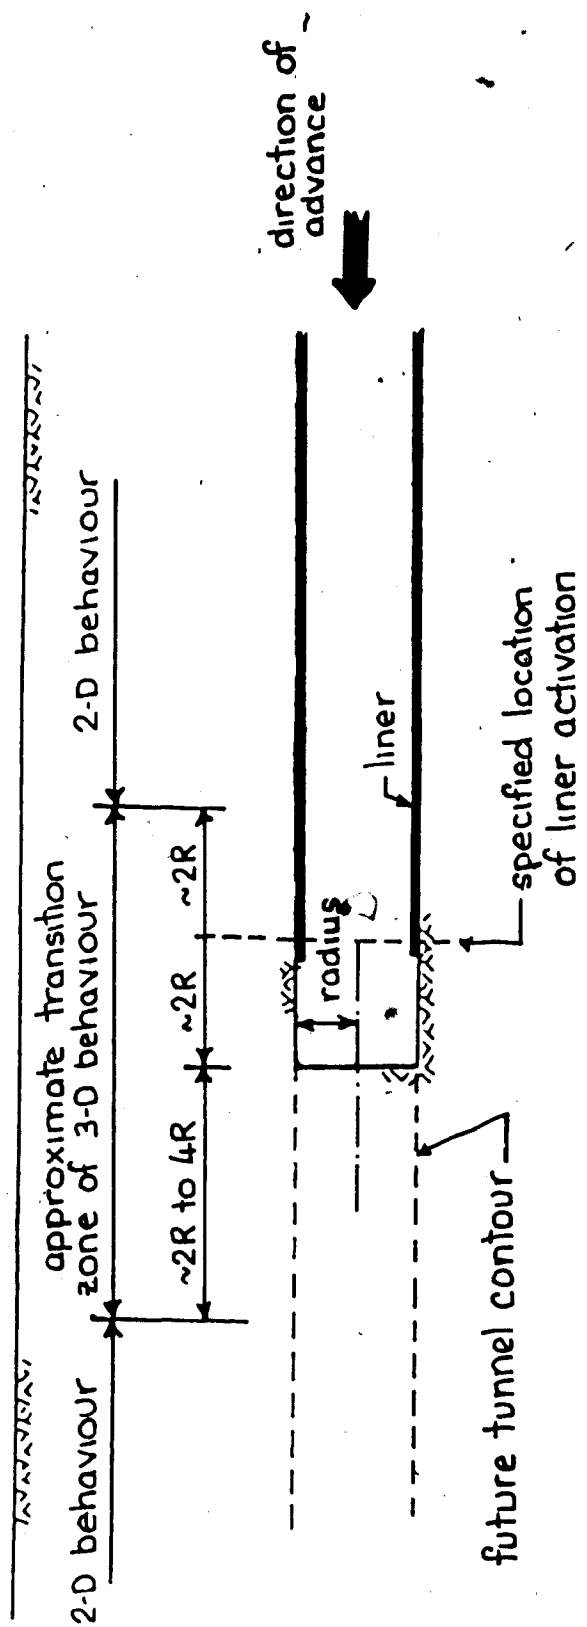 approximate transition
zone of 3-D behaviour
2-D behaviour
2-D behaviour
~2R to 4R
~2R
~2R
direction of
advance
radius
liner
future tunnel contour
specified location
of liner activation